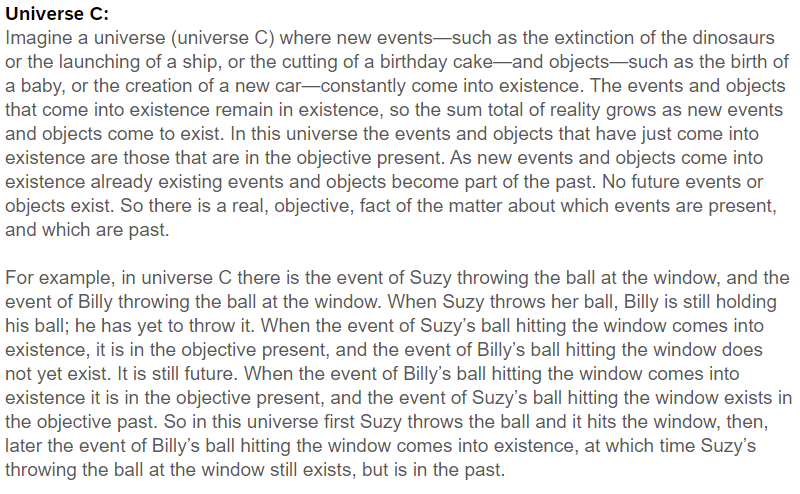 Universe C:
Imagine a universe (universe C) where new events—such as the extinction of the dinosaurs
or the launching of a ship, or the cutting of a birthday cake—and objects—such as the birth of
a baby, or the creation of a new car—constantly come into existence. The events and objects
that come into existence remain in existence, so the sum total of reality grows as new events
and objects come to exist. In this universe the events and objects that have just come into
existence are those that are in the objective present. As new events and objects come into
existence already existing events and objects become part of the past. No future events or
objects exist. So there is a real, objective, fact of the matter about which events are present,
and which are past.
For example, in universe C there is the event of Suzy throwing the ball at the window, and the
event of Billy throwing the ball at the window. When Suzy throws her ball, Billy is still holding
his ball; he has yet to throw it. When the event of Suzy’s ball hitting the window comes into
existence, it is in the objective present, and the event of Billy’s ball hitting the window does
not yet exist. It is still future. When the event of Billy’s ball hitting the window comes into
existence it is in the objective present, and the event of Suzy’s ball hitting the window exists in
the objective past. So in this universe first Suzy throws the ball and it hits the window, then,
later the event of Billy’s ball hitting the window comes into existence, at which time Suzy’s
throwing the ball at the window still exists, but is in the past.